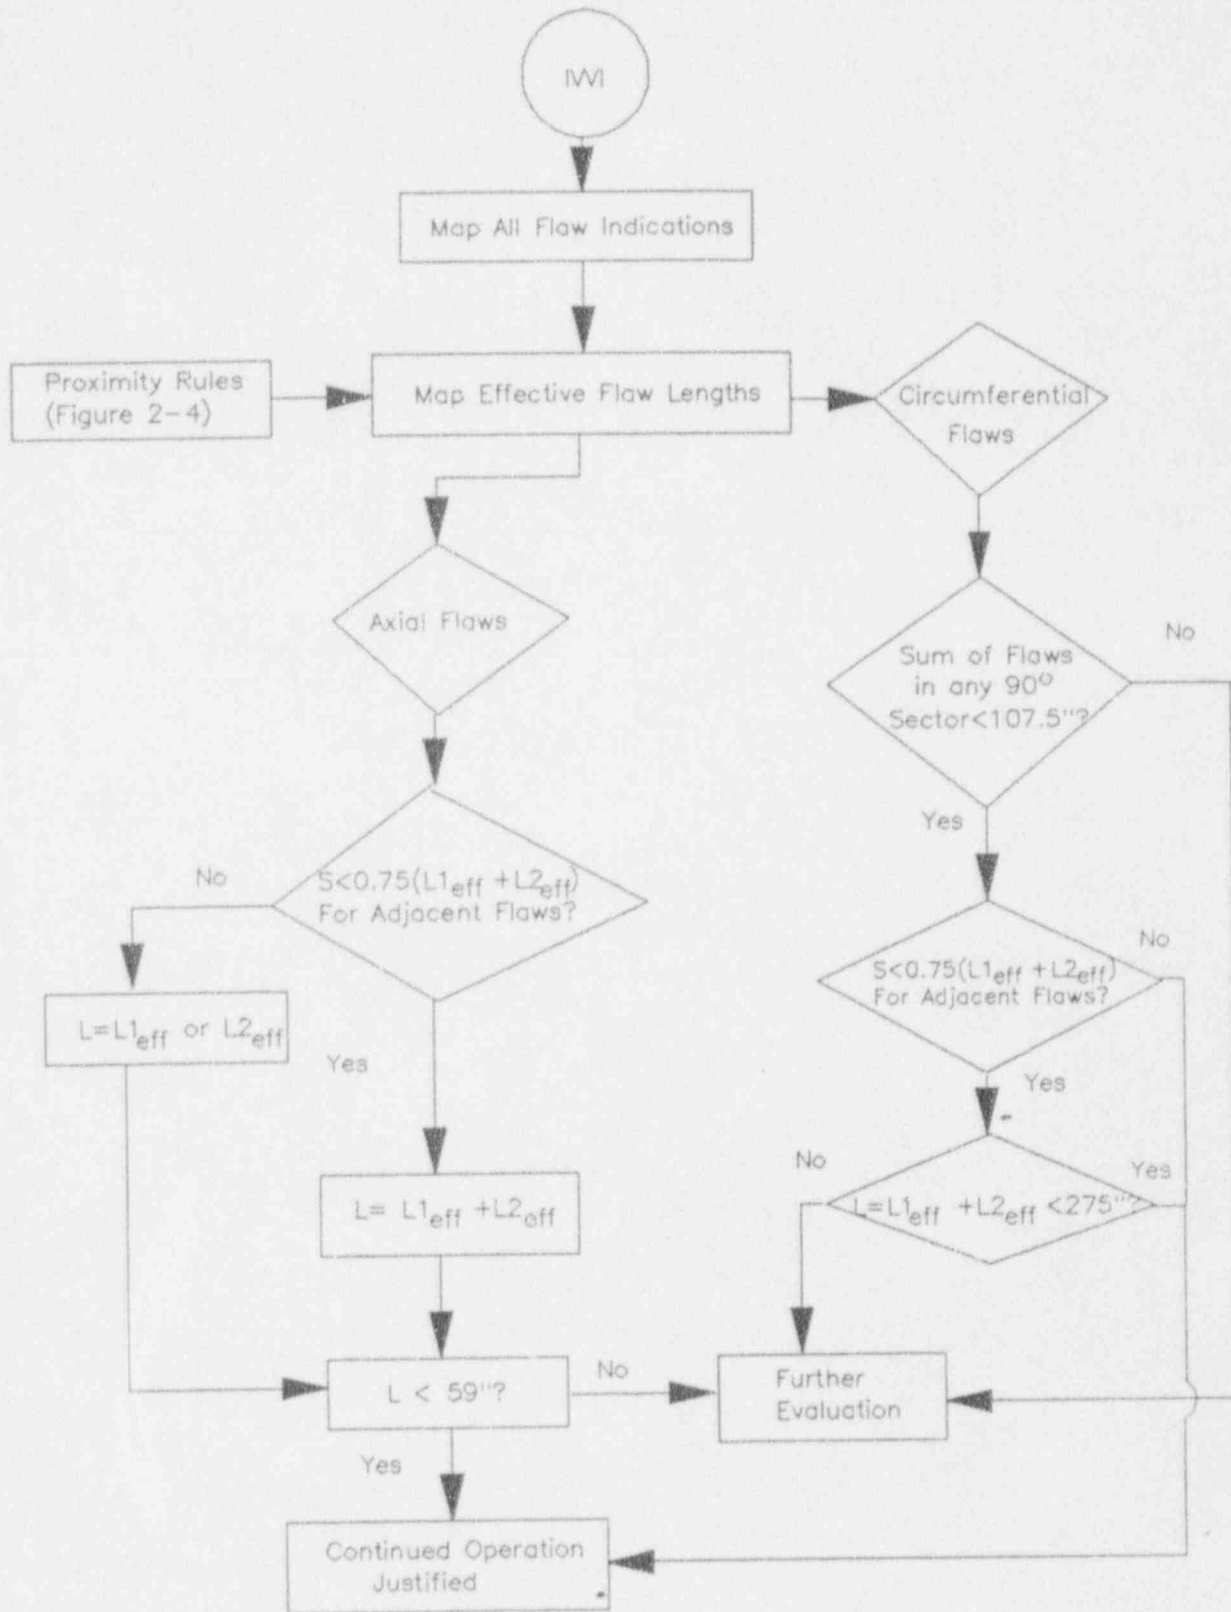 IVVI
Map All Flaw Indications
Proximity Rules
(Figure 2-4)
Map Effective Flaw Lengths
Circumferential
Flaws
Axial Flaws
Sum of Flaws
in any 90°
Sector<107.5"?
No
Yes
S<0.75(L1eff +L2eff)
For Adjacent Flaws?
No
Yes
S<0.75(L1eff +L2eff)
For Adjacent Flaws?
No
Yes
L=L1eff or L2eff
L= L1eff +L2eff
L=L1eff +L2eff <275"?
No
Yes
L < 59"?
No
Yes
Further
Evaluation
Continued Operation
Justified